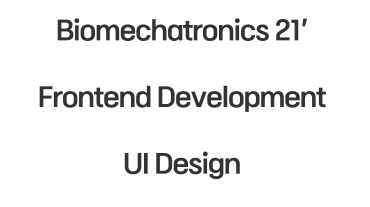 Biomechatronics 21’
Frontend Development
UI Design